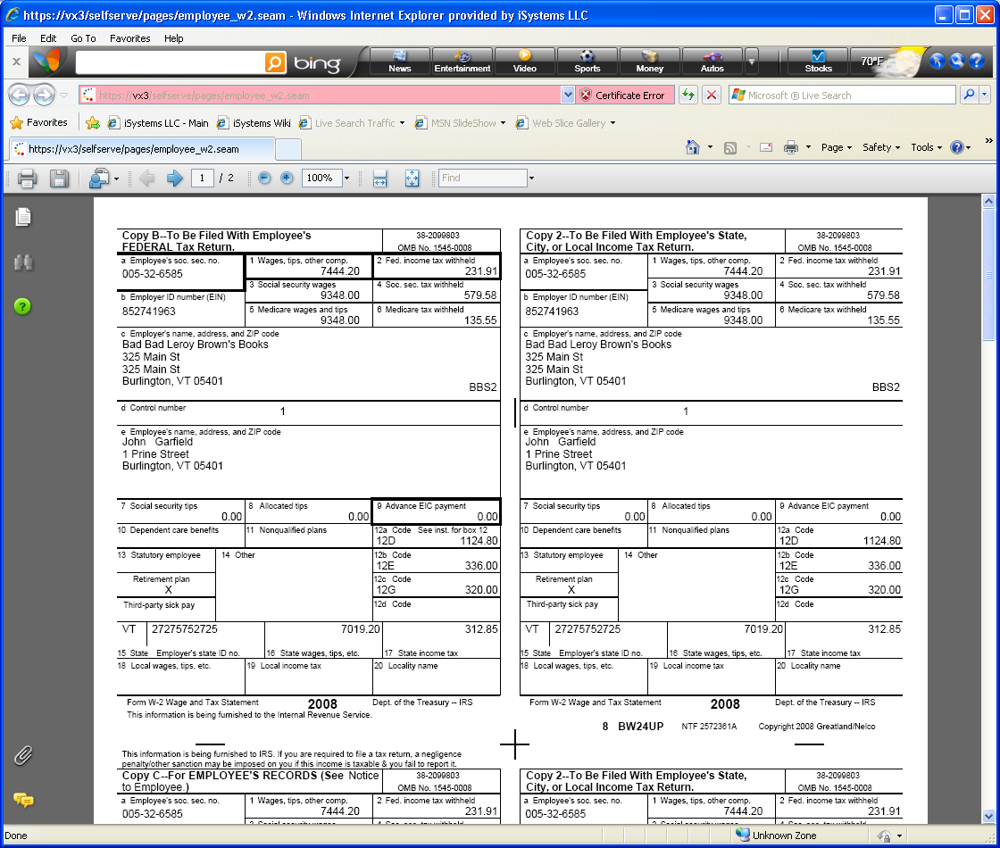 https://vx3/selfserve/pages/employee_w2.seam - Windows Internet Explorer provided by iSystems LLC
File Edit Go To Favorites Help
bing News Entertainment Video Sports Money Autos Stocks 70°F
https://vx3/selfserve/pages/employee_w2.seam Certificate Error Microsoft ® Live Search
Favorites iSystems LLC - Main iSystems Wiki Live Search Traffic MSN SlideShow Web Slice Gallery
https://vx3/selfserve/pages/employee_w2.seam Page Safety Tools
1 / 2 100% Find
Copy B--To Be Filed With Employee's
FEDERAL Tax Return.
38-2099803
OMB No. 1545-0008
a Employee's soc. sec. no.
005-32-6585
1 Wages, tips, other comp.
7444.20
2 Fed. income tax withheld
231.91
3 Social security wages
9348.00
4 Soc. sec. tax withheld
579.58
b Employer ID number (EIN)
852741963
5 Medicare wages and tips
9348.00
6 Medicare tax withheld
135.55
c Employer's name, address, and ZIP code
Bad Bad Leroy Brown's Books
325 Main St
325 Main St
Burlington, VT 05401
BBS2
d Control number
1
e Employee's name, address, and ZIP code
John Garfield
1 Prine Street
Burlington, VT 05401
7 Social security tips
0.00
8 Allocated tips
0.00
9 Advance EIC payment
0.00
10 Dependent care benefits
11 Nonqualified plans
12a Code See inst. for box 12
12D 1124.80
13 Statutory employee
14 Other
12b Code
12E 336.00
Retirement plan
X
12c Code
12G 320.00
Third-party sick pay
12d Code
VT 27275752725 7019.20 312.85
15 State Employer's state ID no. 16 State wages, tips, etc. 17 State income tax
18 Local wages, tips, etc. 19 Local income tax 20 Locality name
Form W-2 Wage and Tax Statement 2008 Dept. of the Treasury -- IRS
This information is being furnished to the Internal Revenue Service.
Copy 2--To Be Filed With Employee's State,
City, or Local Income Tax Return.
38-2099803
OMB No. 1545-0008
a Employee's soc. sec. no.
005-32-6585
1 Wages, tips, other comp.
7444.20
2 Fed. income tax withheld
231.91
3 Social security wages
9348.00
4 Soc. sec. tax withheld
579.58
b Employer ID number (EIN)
852741963
5 Medicare wages and tips
9348.00
6 Medicare tax withheld
135.55
c Employer's name, address, and ZIP code
Bad Bad Leroy Brown's Books
325 Main St
325 Main St
Burlington, VT 05401
BBS2
d Control number
1
e Employee's name, address, and ZIP code
John Garfield
1 Prine Street
Burlington, VT 05401
7 Social security tips
0.00
8 Allocated tips
0.00
9 Advance EIC payment
0.00
10 Dependent care benefits
11 Nonqualified plans
12a Code
12D 1124.80
13 Statutory employee
14 Other
12b Code
12E 336.00
Retirement plan
X
12c Code
12G 320.00
Third-party sick pay
12d Code
VT 27275752725 7019.20 312.85
15 State Employer's state ID no. 16 State wages, tips, etc. 17 State income tax
18 Local wages, tips, etc. 19 Local income tax 20 Locality name
Form W-2 Wage and Tax Statement 2008 Dept. of the Treasury -- IRS
8 BW24UP NTF 2572361A Copyright 2008 Greatland/Nelco
This information is being furnished to IRS. If you are required to file a tax return, a negligence
penalty/other sanction may be imposed on you if this income is taxable & you fail to report it.
Copy C--For EMPLOYEE'S RECORDS (See Notice
to Employee.)
38-2099803
OMB No. 1545-0008
a Employee's soc. sec. no.
005-32-6585
1 Wages, tips, other comp.
7444.20
2 Fed. income tax withheld
231.91
3 Social security wages
4 Soc. sec. tax withheld
Copy 2--To Be Filed With Employee's State,
City, or Local Income Tax Return.
38-2099803
OMB No. 1545-0008
a Employee's soc. sec. no.
005-32-6585
1 Wages, tips, other comp.
7444.20
2 Fed. income tax withheld
231.91
3 Social security wages
4 Soc. sec. tax withheld
Done Unknown Zone